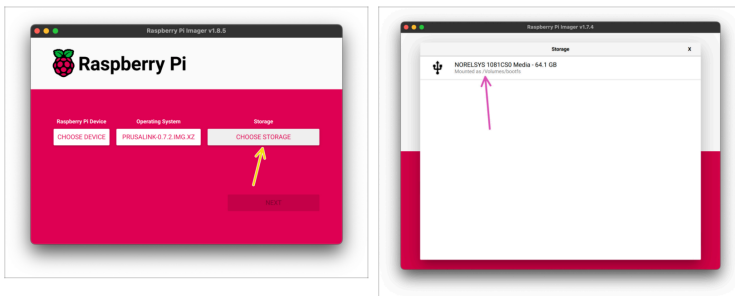 Raspberry Pi Imager v1.8.5
Raspberry Pi
Raspberry Pi Device
Operating System
Storage
CHOOSE DEVICE
PRUSALINK-0.7.2.IMG.XZ
CHOOSE STORAGE
NEXT
Raspberry Pi Imager v1.7.4
Storage
X
NORELSYS 1081CS0 Media - 64.1 GB
Mounted as /Volumes/bootfs